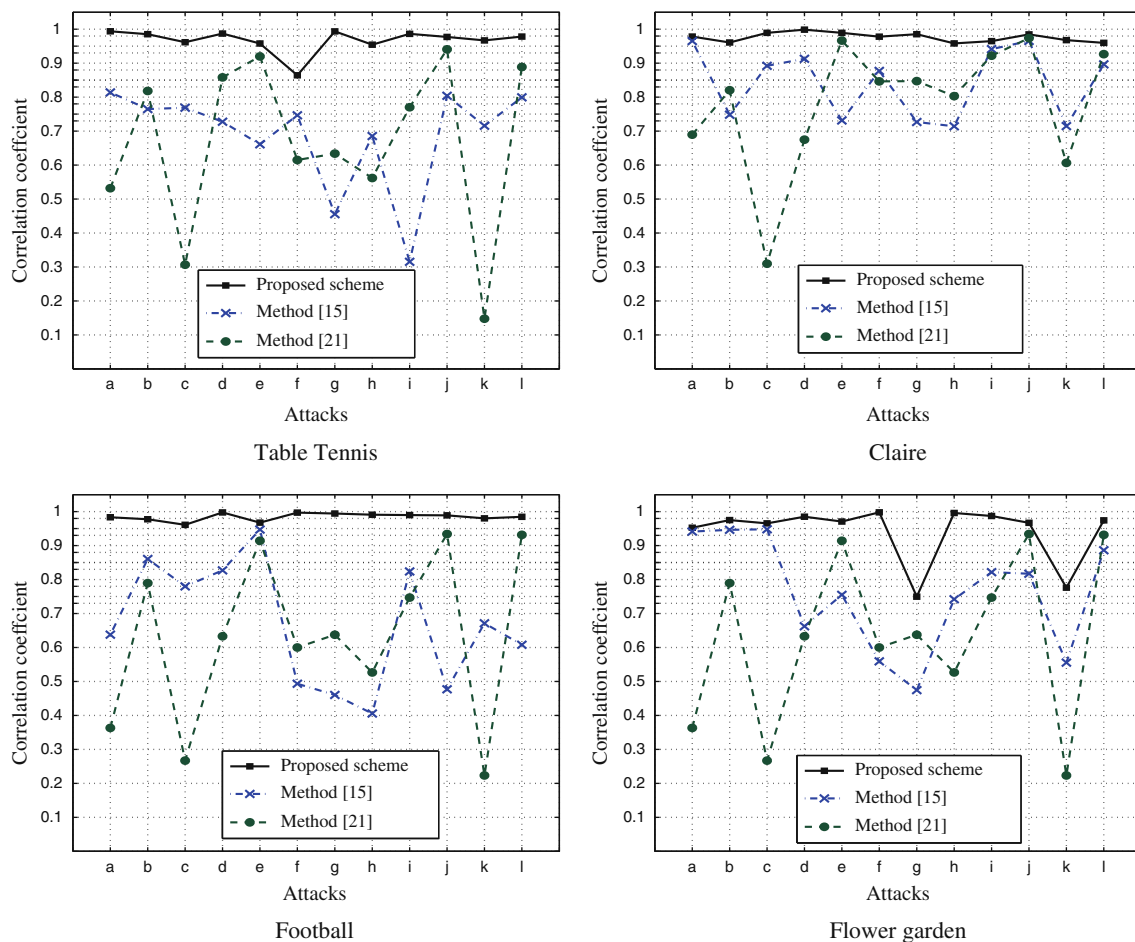 Correlation coeffcient
1
0.9
0.8
0.7
0.6
0.5
0.4
0.3
0.2
0.1
Proposed scheme
Method [15]
Method [21]
a b c d e f g h i j k l
Attacks
Table Tennis
Correlation coeffcient
1
0.9
0.8
0.7
0.6
0.5
0.4
0.3
0.2
0.1
Proposed scheme
Method [15]
Method [21]
a b c d e f g h i j k l
Attacks
Claire
Correlation coeffcient
1
0.9
0.8
0.7
0.6
0.5
0.4
0.3
0.2
0.1
Proposed scheme
Method [15]
Method [21]
a b c d e f g h i j k l
Attacks
Football
Correlation coeffcient
1
0.9
0.8
0.7
0.6
0.5
0.4
0.3
0.2
0.1
Proposed scheme
Method [15]
Method [21]
a b c d e f g h i j k l
Attacks
Flower garden